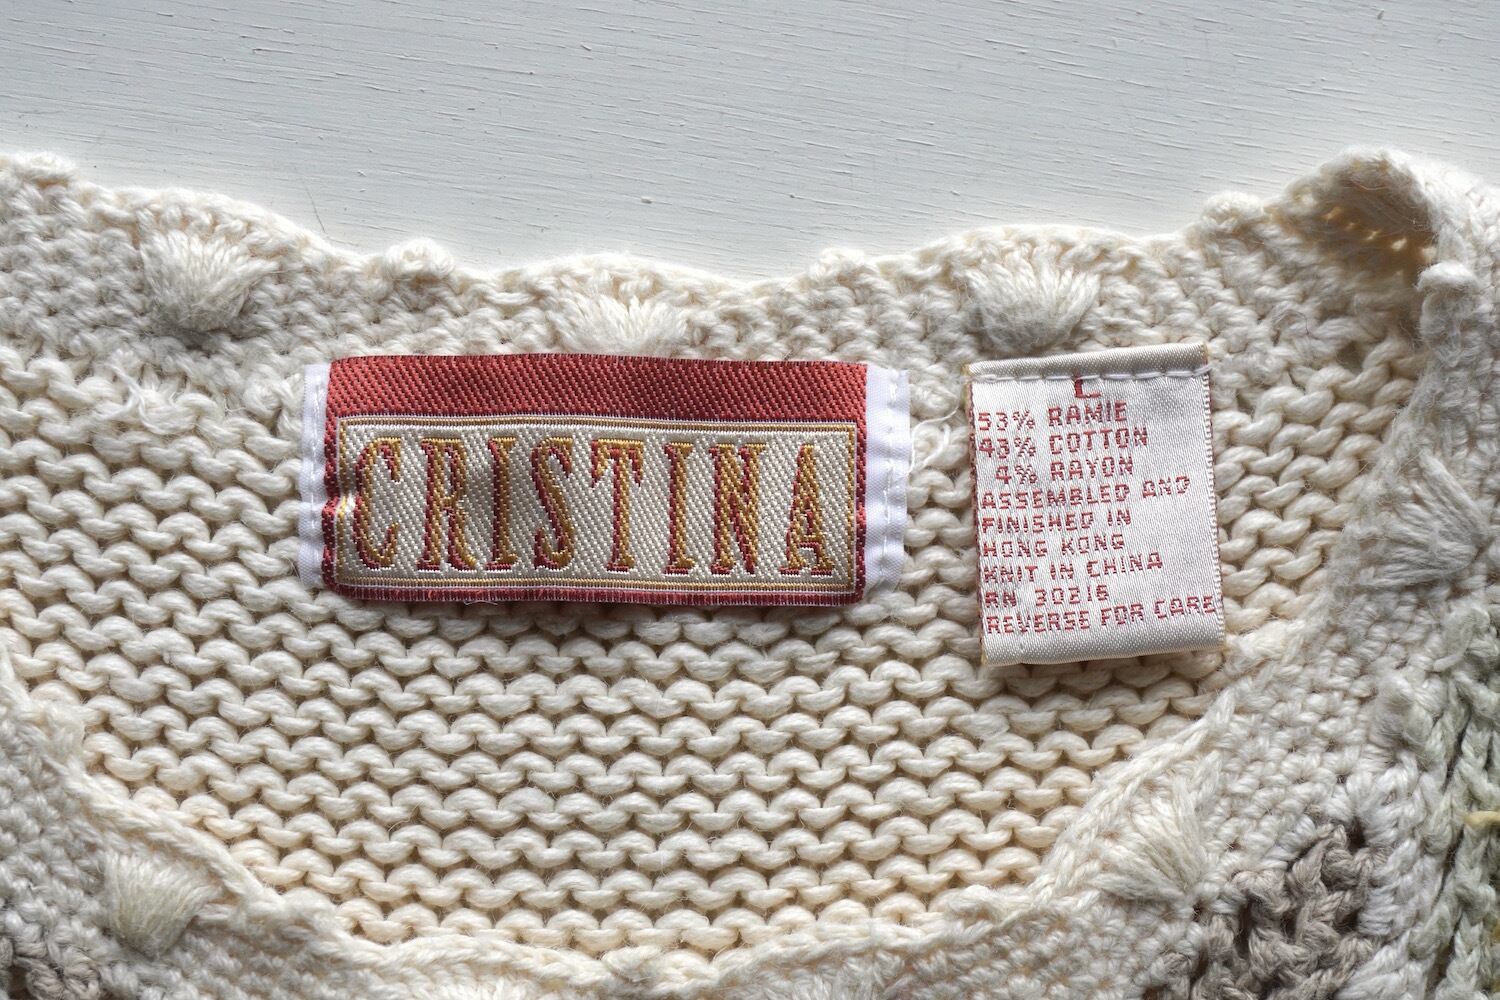 CRISTINA
L
53% RAMIE
43% COTTON
4% RAYON
ASSEMBLED AND
FINISHED IN
HONG KONG
KNIT IN CHINA
RN 30216
REVERSE FOR CARE